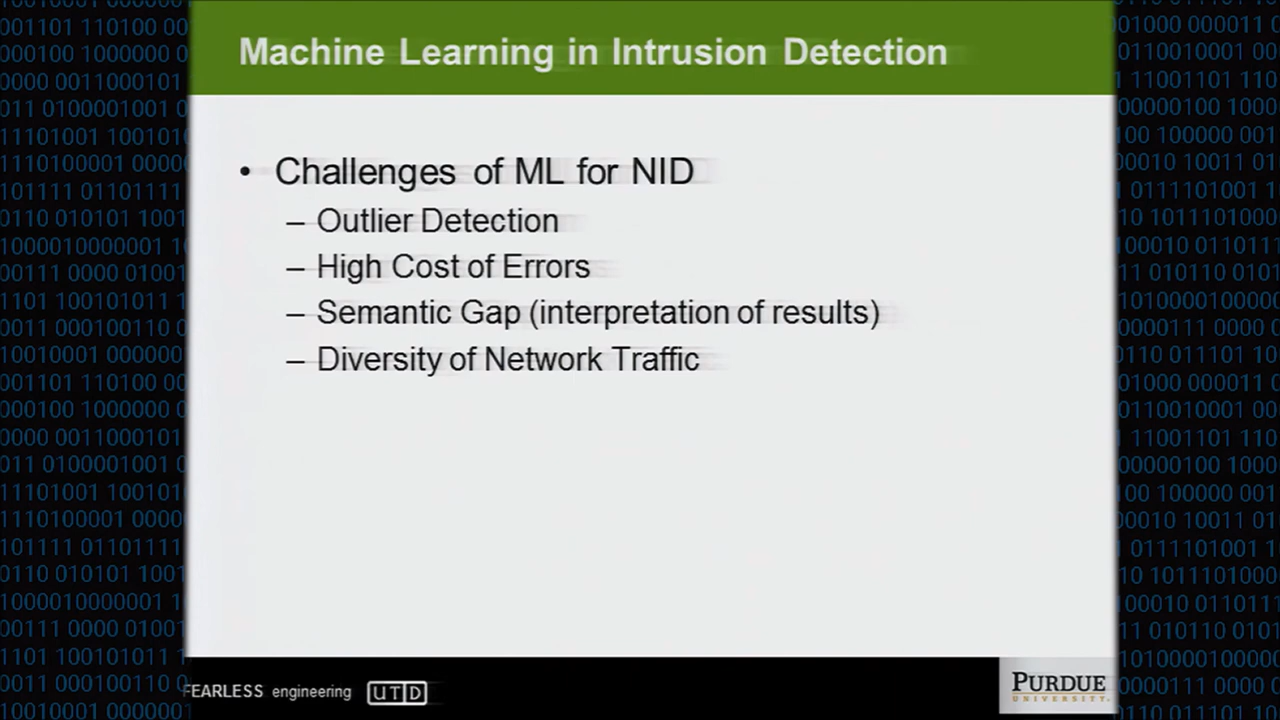 Machine Learning in Intrusion Detection
• Challenges of ML for NID
– Outlier Detection
– High Cost of Errors
– Semantic Gap (interpretation of results)
– Diversity of Network Traffic
FEARLESS engineering UTD
PURDUE
UNIVERSITY